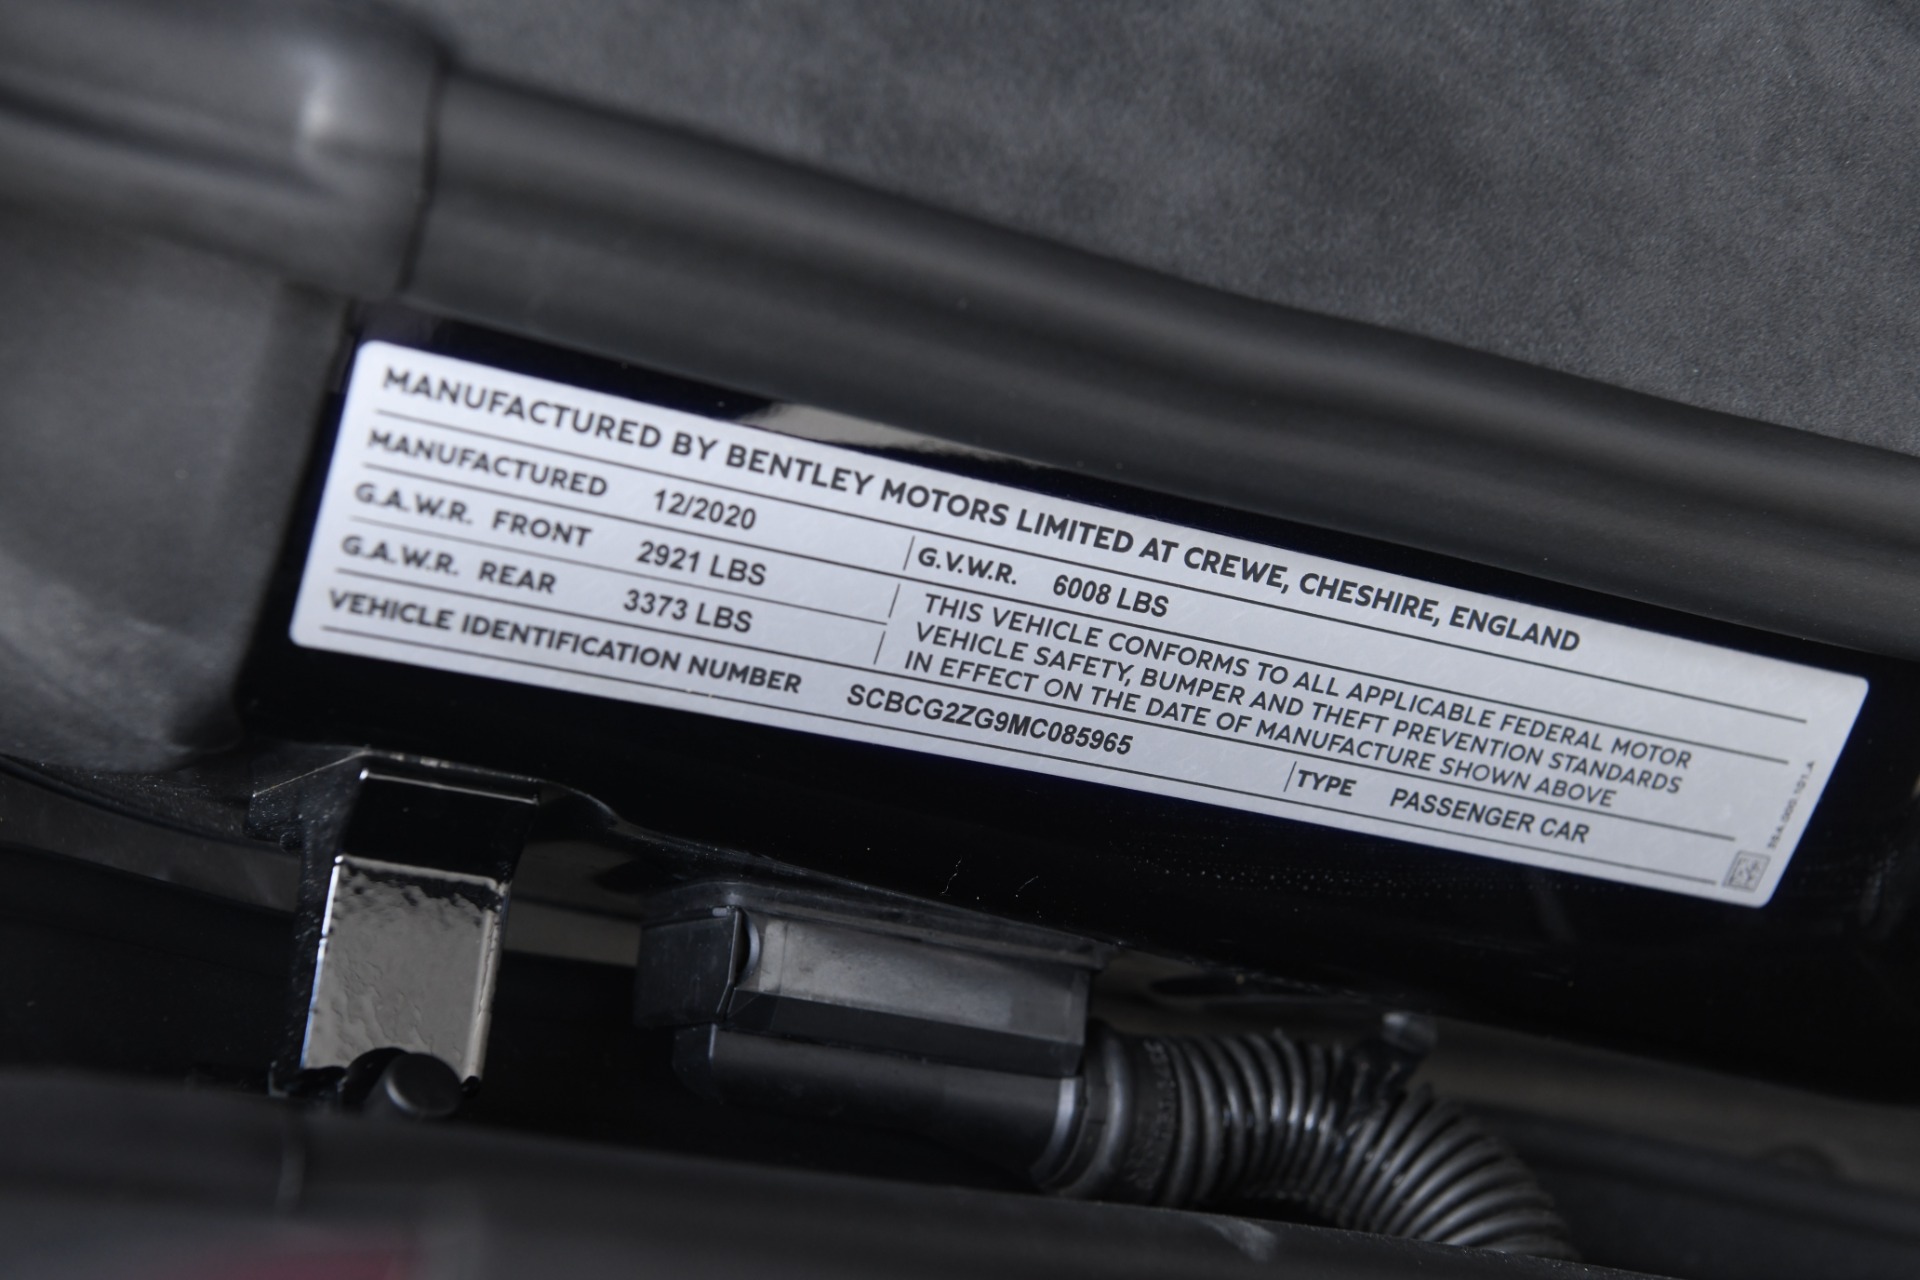 MANUFACTURED BY BENTLEY MOTORS LIMITED AT CREWE, CHESHIRE, ENGLAND
MANUFACTURED 12/2020 G.V.W.R. 6008 LBS
G.A.W.R. FRONT 2921 LBS
G.A.W.R. REAR 3373 LBS
THIS VEHICLE CONFORMS TO ALL APPLICABLE FEDERAL MOTOR
VEHICLE SAFETY, BUMPER AND THEFT PREVENTION STANDARDS
IN EFFECT ON THE DATE OF MANUFACTURE SHOWN ABOVE
VEHICLE IDENTIFICATION NUMBER SCBCG2ZG9MC085965 TYPE PASSENGER CAR